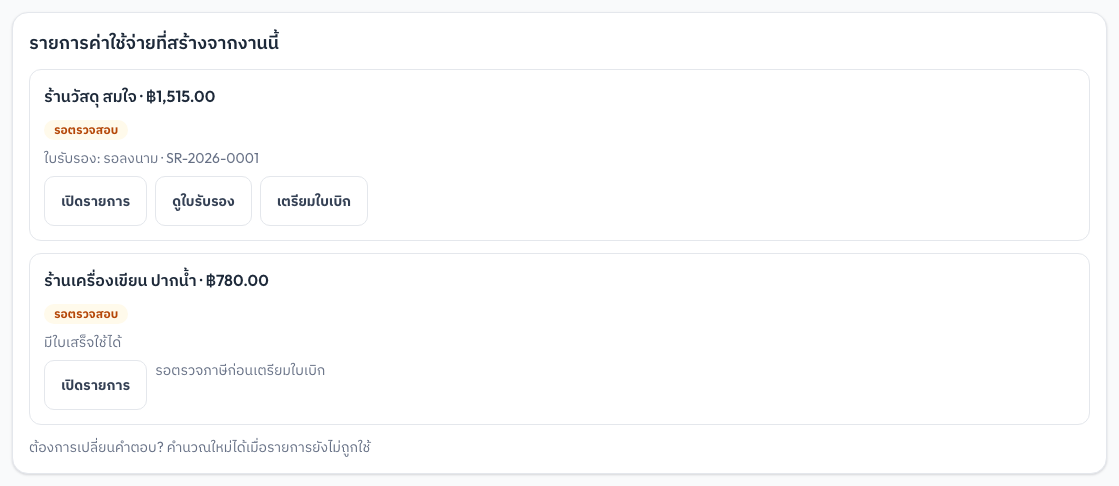 รายการค่าใช้จ่ายที่สร้างจากงานนี้
ร้านวัสดุ สมใจ · ฿1,515.00
รอตรวจสอบ
ใบรับรอง: รอลงนาม · SR-2026-0001
เปิดรายการ ดูใบรับรอง เตรียมใบเบิก
ร้านเครื่องเขียน ปากน้ำ · ฿780.00
รอตรวจสอบ
มีใบเสร็จใช้ได้
เปิดรายการ รอตรวจภาษีก่อนเตรียมใบเบิก
ต้องการเปลี่ยนคำตอบ? คำนวณใหม่ได้เมื่อรายการยังไม่ถูกใช้